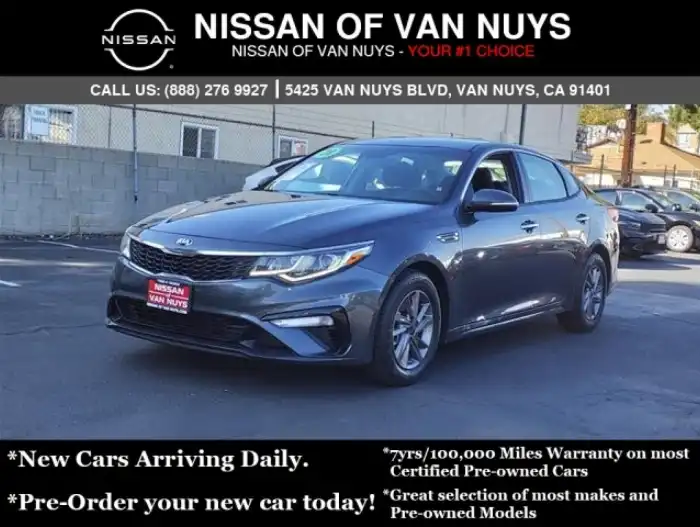 NISSAN
NISSAN OF VAN NUYS
NISSAN OF VAN NUYS - YOUR #1 CHOICE
CALL US: (888) 276 9927 | 5425 VAN NUYS BLVD, VAN NUYS, CA 91401
NISSAN
VAN NUYS
*New Cars Arriving Daily.
*Pre-Order your new car today!
*7yrs/100,000 Miles Warranty on most
Certified Pre-owned Cars
*Great selection of most makes and
Pre-owned Models